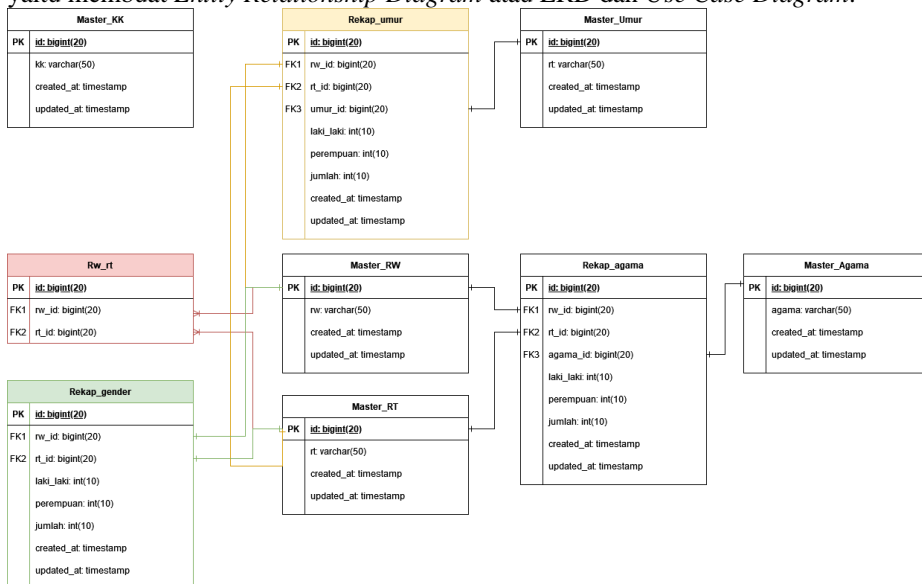 yaitu membuat Entity Relationship Diagram atau ERD dan Use Case Diagram.
Master_KK
PK id: bigint(20)
kk: varchar(50)
created_at: timestamp
updated_at: timestamp
Rekap_umur
PK id: bigint(20)
FK1 rw_id: bigint(20)
FK2 rt_id: bigint(20)
FK3 umur_id: bigint(20)
laki_laki: int(10)
perempuan: int(10)
jumlah: int(10)
created_at: timestamp
updated_at: timestamp
Master_Umur
PK id: bigint(20)
rt: varchar(50)
created_at: timestamp
updated_at: timestamp
Rw_rt
PK id: bigint(20)
FK1 rw_id: bigint(20)
FK2 rt_id: bigint(20)
Master_RW
PK id: bigint(20)
rw: varchar(50)
created_at: timestamp
updated_at: timestamp
Rekap_agama
PK id: bigint(20)
FK1 rw_id: bigint(20)
FK2 rt_id: bigint(20)
FK3 agama_id: bigint(20)
laki_laki: int(10)
perempuan: int(10)
jumlah: int(10)
created_at: timestamp
updated_at: timestamp
Master_Agama
PK id: bigint(20)
agama: varchar(50)
created_at: timestamp
updated_at: timestamp
Rekap_gender
PK id: bigint(20)
FK1 rw_id: bigint(20)
FK2 rt_id: bigint(20)
laki_laki: int(10)
perempuan: int(10)
jumlah: int(10)
created_at: timestamp
updated_at: timestamp
Master_RT
PK id: bigint(20)
rt: varchar(50)
created_at: timestamp
updated_at: timestamp